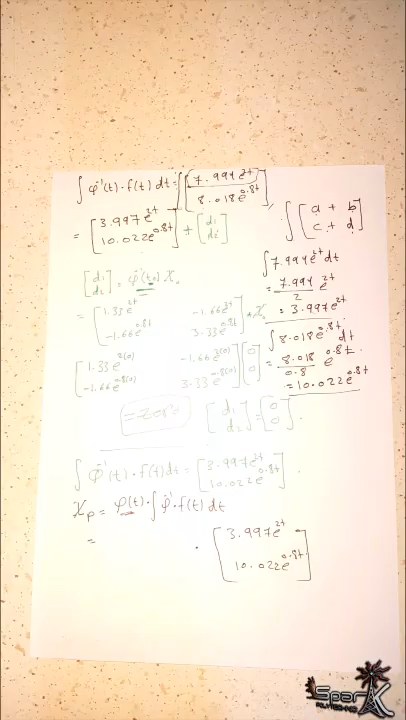 ∫ φ⁻¹(t) · f(t) dt = ∫ [ 7.994 e^{2t} ; 8.018 e^{0.8t} ]
= [ 3.997 e^{2t} ; 10.022 e^{0.8t} ] + [ d₁ ; d₂ ]
∫ [ a + b ; c + d ]
[ d₁ ; d₂ ] = φ⁻¹(t₀) X₀
= [ 1.33 e^{2t}  -1.66 e^{2t} ; -1.66 e^{0.8t}  3.33 e^{0.8t} ] * X₀
[ 1.33 e^{2(0)}  -1.66 e^{2(0)} ; -1.66 e^{0.8(0)}  3.33 e^{0.8(0)} ] [ 0 ; 0 ]
= zero
[ d₁ ; d₂ ] = [ 0 ; 0 ] .
∫ 7.994 e^{2t} dt
= 7.994 / 2 e^{2t}
= 3.997 e^{2t}
∫ 8.018 e^{0.8t} dt
= 8.018 / 0.8 e^{0.8t}
= 10.022 e^{0.8t}
∫ φ⁻¹(t) · f(t) dt = [ 3.997 e^{2t} ; 10.022 e^{0.8t} ] .
X_p = φ(t) · ∫ φ⁻¹ · f(t) dt
= · [ 3.997 e^{2t} ; 10.022 e^{0.8t} ]
Spark